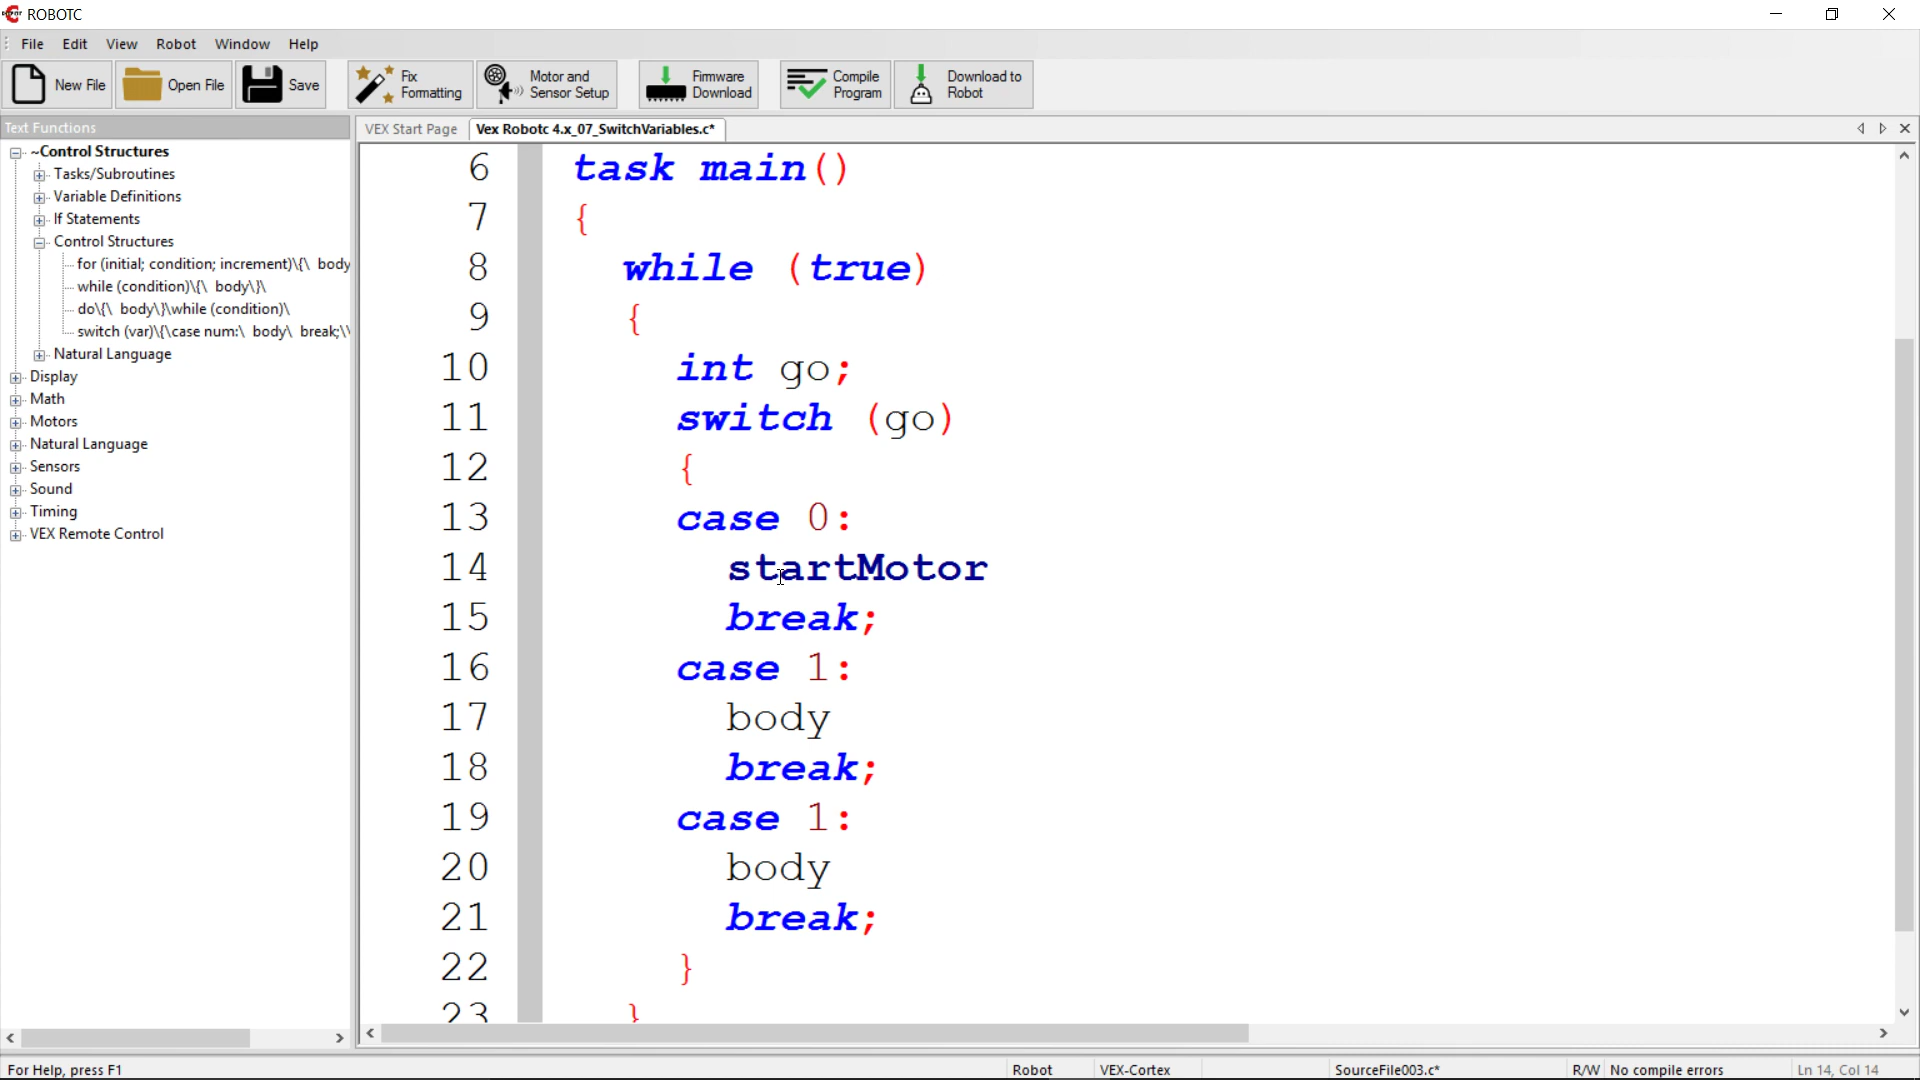 ROBOTC
File Edit View Robot Window Help
New File Open File Save Fix Formatting Motor and Sensor Setup Firmware Download Compile Program Download to Robot
Text Functions
~Control Structures
Tasks/Subroutines
Variable Definitions
If Statements
Control Structures
for (initial; condition; increment)\{\ body
while (condition)\{\ body\}\
do\{\ body\}\while (condition)\
switch (var)\{\case num:\ body\ break;\\
Natural Language
Display
Math
Motors
Natural Language
Sensors
Sound
Timing
VEX Remote Control
VEX Start Page Vex Robotc 4.x_07_SwitchVariables.c*
6 task main()
7 {
8 while (true)
9 {
10 int go;
11 switch (go)
12 {
13 case 0:
14 startMotor
15 break;
16 case 1:
17 body
18 break;
19 case 1:
20 body
21 break;
22 }
23 }
For Help, press F1 Robot VEX-Cortex SourceFile003.c* R/W No compile errors Ln 14, Col 14